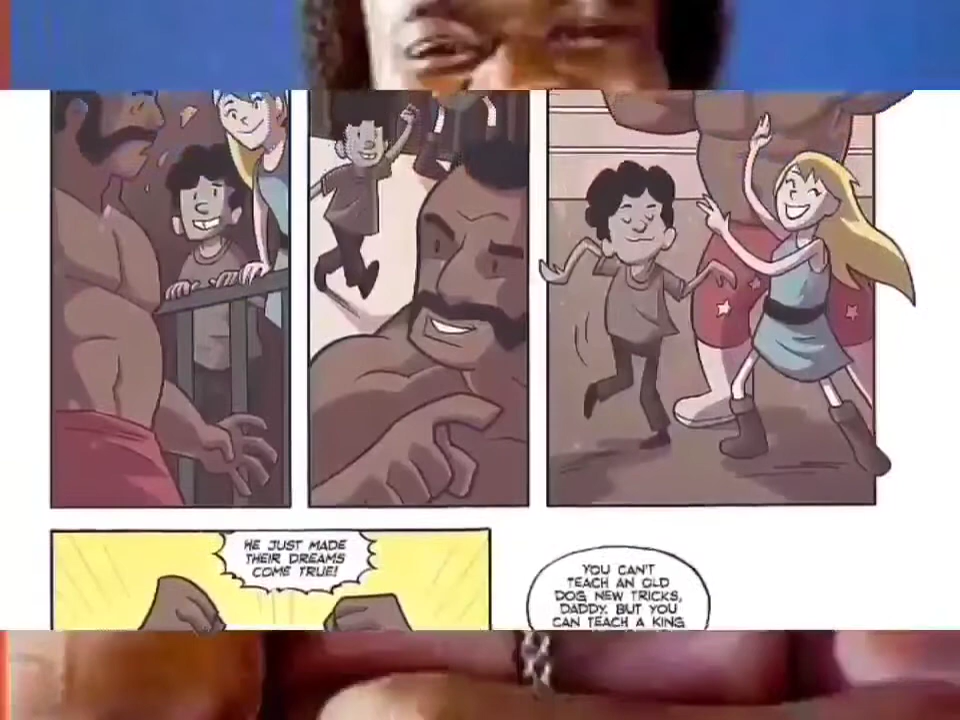 HE JUST MADE
THEIR DREAMS
COME TRUE!
YOU CAN'T
TEACH AN OLD
DOG NEW TRICKS,
DADDY. BUT YOU
CAN TEACH A KING